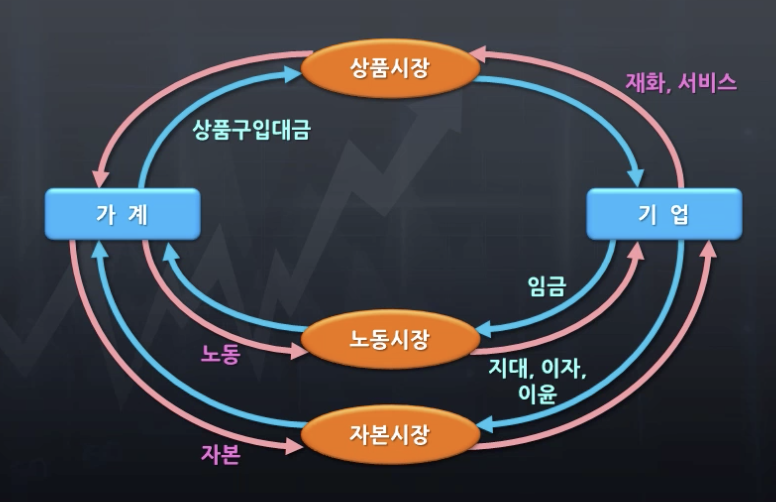 상품시장
재화, 서비스
상품구입대금
가 계
기 업
임금
노동시장
노동
지대, 이자,
이윤
자본시장
자본